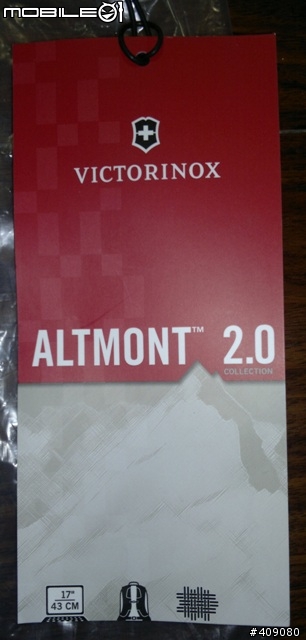 MOBILE01
VICTORINOX
ALTMONT™ 2.0
COLLECTION
17"
43 CM
#409080